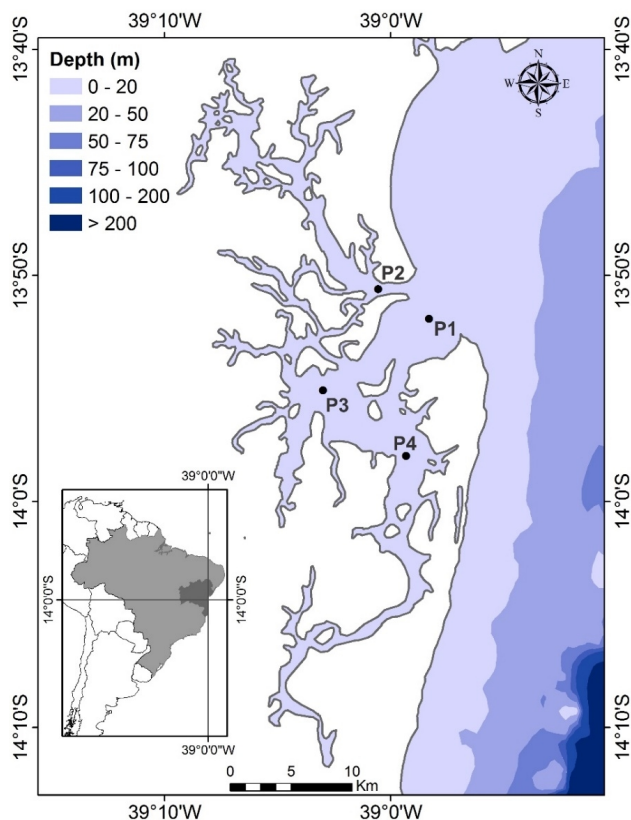 39°10'W 39°0'W
13°40'S 13°40'S
Depth (m)
0 - 20
20 - 50
50 - 75
75 - 100
100 - 200
> 200
N
W E
S
13°50'S 13°50'S
P2
P1
P3
P4
14°0'S 14°0'S
39°0'0"W
14°0'0"S 14°0'0"S
39°0'0"W
14°10'S 14°10'S
0 5 10
Km
39°10'W 39°0'W